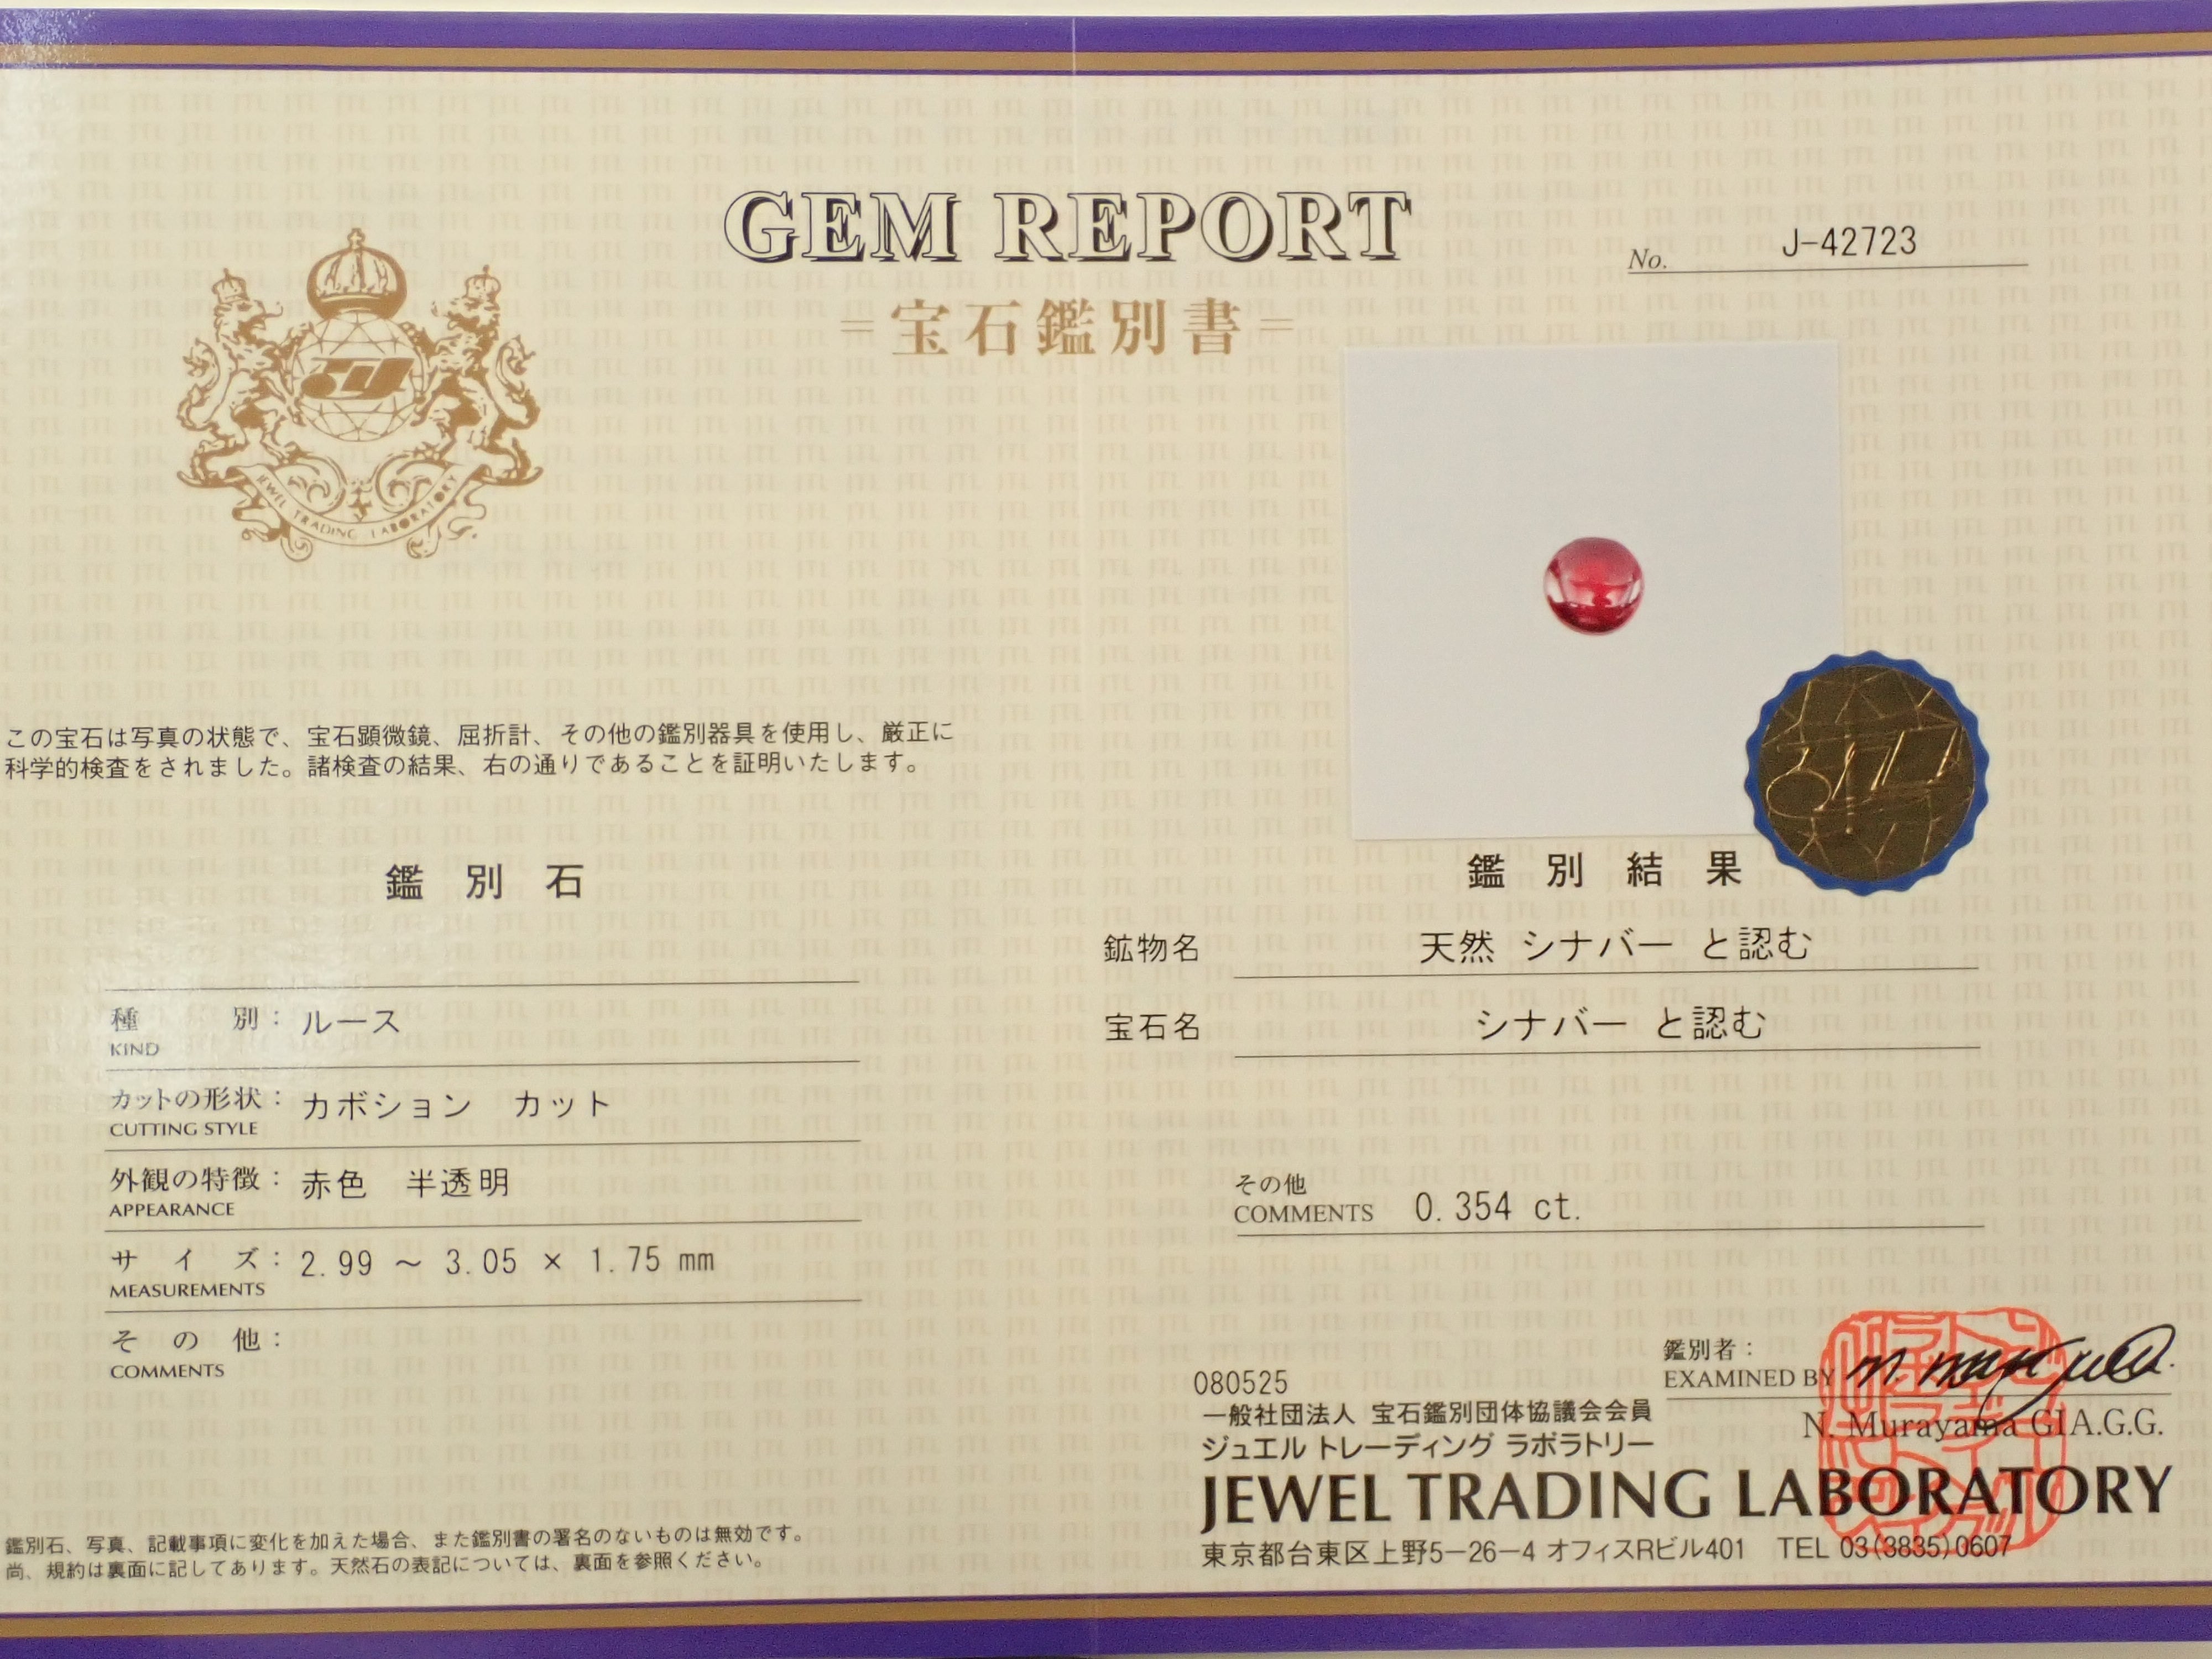 GEM REPORT
=宝石鑑別書=
No. J-42723
JEWEL TRADING LABORATORY
この宝石は写真の状態で、宝石顕微鏡、屈折計、その他の鑑別器具を使用し、厳正に
科学的検査をされました。諸検査の結果、右の通りであることを証明いたします。
鑑別石
種別: ルース
KIND
カットの形状: カボション カット
CUTTING STYLE
外観の特徴: 赤色 半透明
APPEARANCE
サイズ: 2.99 ~ 3.05 × 1.75 mm
MEASUREMENTS
その他:
COMMENTS
鑑別石、写真、記載事項に変化を加えた場合、また鑑別書の署名のないものは無効です。
尚、規約は裏面に記してあります。天然石の表記については、裏面を参照ください。
鑑別結果
鉱物名 天然 シナバー と認む
宝石名 シナバー と認む
その他
COMMENTS 0.354 ct.
鑑別者:
EXAMINED BY
N. Murayama GIA.G.G.
080525
一般社団法人 宝石鑑別団体協議会会員
ジュエル トレーディング ラボラトリー
JEWEL TRADING LABORATORY
東京都台東区上野5−26−4 オフィスRビル401 TEL 03(3835)0607